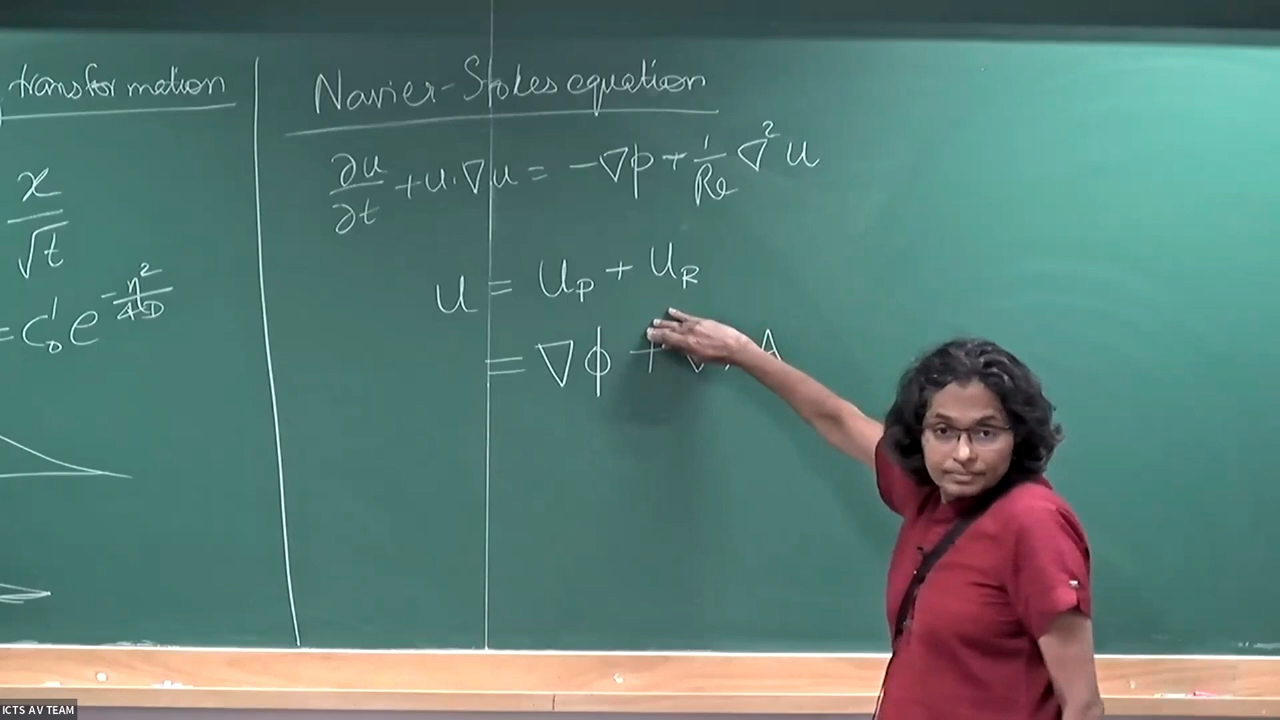 transformation
x
√t
= C₀' e^(-η²/4D)
Navier-Stokes equation
∂u/∂t + u.∇u = -∇p + 1/Re ∇²u
u = u_P + u_R
= ∇ϕ + ∇× A
ICTS AV TEAM